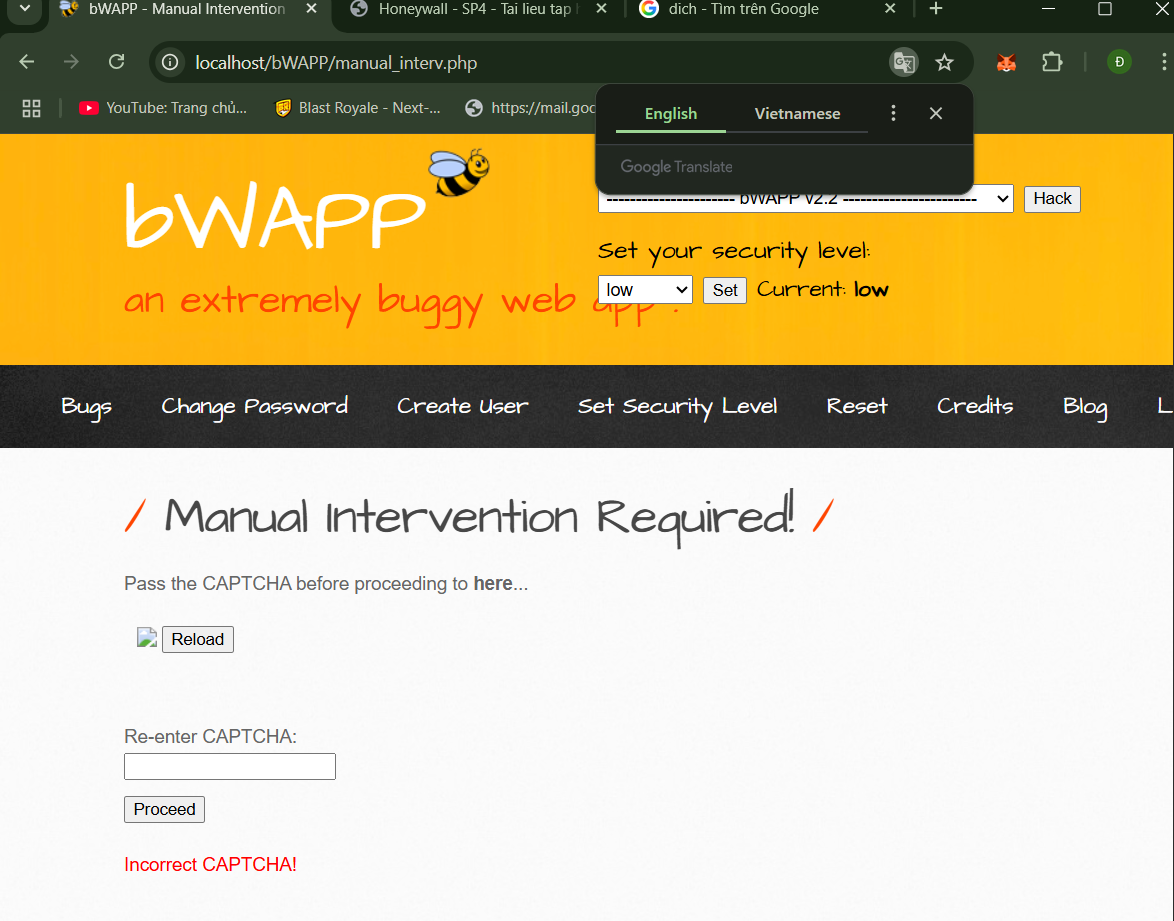 bWAPP - Manual Intervention
Honeywall - SP4 - Tai lieu tap
dich - Tìm trên Google
localhost/bWAPP/manual_interv.php
Đ
YouTube: Trang chủ...
Blast Royale - Next-...
https://mail.goo
English
Vietnamese
Google Translate
bWAPP
---------------------- bWAPP v2.2 -----------------------
Hack
Set your security level:
low
Set
Current: low
an extremely buggy web app !
Bugs
Change Password
Create User
Set Security Level
Reset
Credits
Blog
L
/ Manual Intervention Required! /
Pass the CAPTCHA before proceeding to here...
Reload
Re-enter CAPTCHA:
Proceed
Incorrect CAPTCHA!